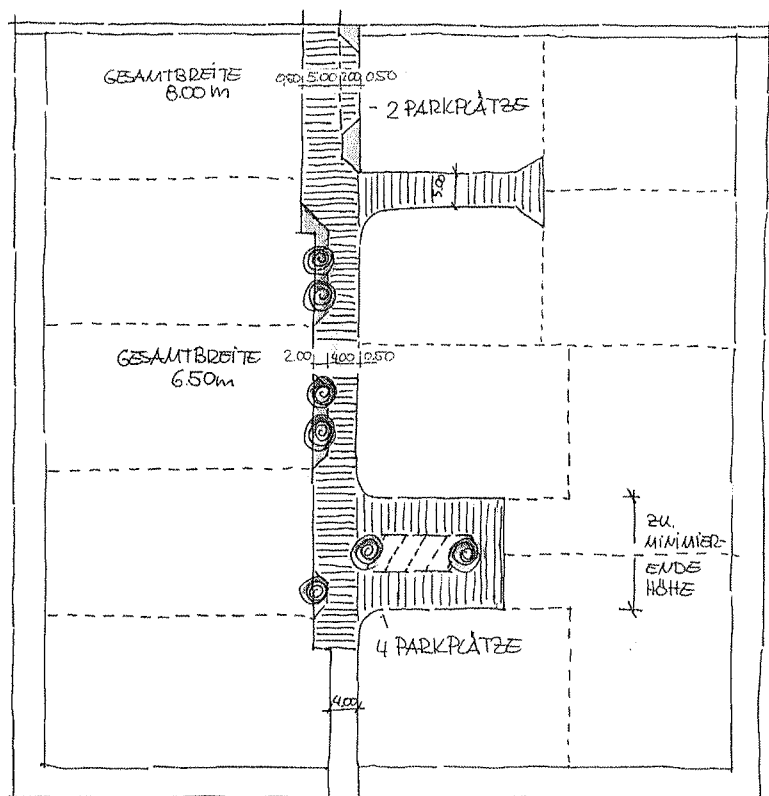 GESAMTBREITE
8.00 m
0,50 5.00 2.00 0.50
2 PARKPLÄTZE
5.00
GESAMTBREITE
6.50m
2.00 4.00 0.50
ZU.
MINIMIER-
ENDE
HÖHE
4 PARKPLÄTZE
4.00